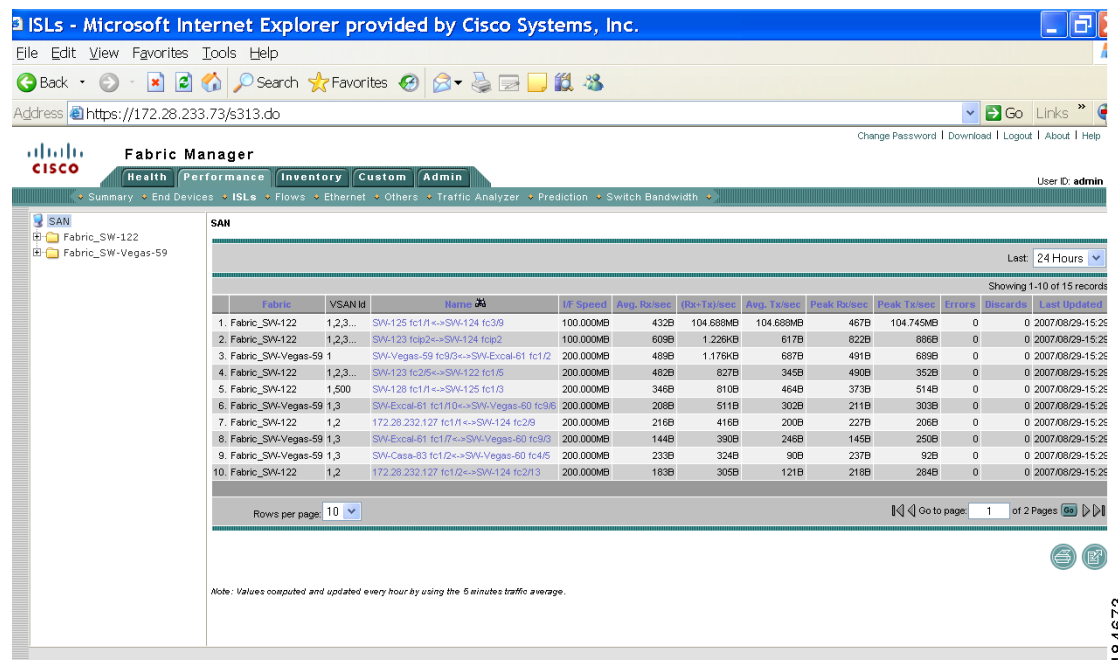 ISLs - Microsoft Internet Explorer provided by Cisco Systems, Inc.
File Edit View Favorites Tools Help
Back Search Favorites
Address https://172.28.233.73/s313.do Go Links »
Change Password | Download | Logout | About | Help
CISCO Fabric Manager
Health Performance Inventory Custom Admin User ID: admin
Summary End Devices ISLs Flows Ethernet Others Traffic Analyzer Prediction Switch Bandwidth
SAN
Fabric_SW-122
Fabric_SW-Vegas-59
SAN
Last: 24 Hours
Showing 1-10 of 15 records
Fabric VSAN Id Name I/F Speed Avg. Rx/sec (Rx+Tx)/sec Avg. Tx/sec Peak Rx/sec Peak Tx/sec Errors Discards Last Updated
1. Fabric_SW-122 1,2,3... SW-125 fc1/1<->SW-124 fc3/9 100.000MB 432B 104.688MB 104.688MB 467B 104.745MB 0 0 2007/08/29-15:29
2. Fabric_SW-122 1,2,3... SW-123 fcip2<->SW-124 fcip2 100.000MB 609B 1.226KB 617B 822B 886B 0 0 2007/08/29-15:29
3. Fabric_SW-Vegas-59 1 SW-Vegas-59 fc9/3<->SW-Excal-61 fc1/2 200.000MB 489B 1.176KB 687B 491B 689B 0 0 2007/08/29-15:29
4. Fabric_SW-122 1,2,3... SW-123 fc2/5<->SW-122 fc1/5 200.000MB 482B 827B 345B 490B 352B 0 0 2007/08/29-15:29
5. Fabric_SW-122 1,500 SW-128 fc1/1<->SW-125 fc1/3 200.000MB 346B 810B 464B 373B 514B 0 0 2007/08/29-15:29
6. Fabric_SW-Vegas-59 1,3 SW-Excal-61 fc1/10<->SW-Vegas-60 fc9/6 200.000MB 208B 511B 302B 211B 303B 0 0 2007/08/29-15:29
7. Fabric_SW-122 1,2 172.28.232.127 fc1/1<->SW-124 fc2/9 200.000MB 216B 416B 200B 227B 206B 0 0 2007/08/29-15:29
8. Fabric_SW-Vegas-59 1,3 SW-Excal-61 fc1/7<->SW-Vegas-60 fc9/3 200.000MB 144B 390B 246B 145B 250B 0 0 2007/08/29-15:29
9. Fabric_SW-Vegas-59 1,3 SW-Casa-83 fc1/2<->SW-Vegas-60 fc4/5 200.000MB 233B 324B 90B 237B 92B 0 0 2007/08/29-15:29
10. Fabric_SW-122 1,2 172.28.232.127 fc1/2<->SW-124 fc2/13 200.000MB 183B 305B 121B 218B 284B 0 0 2007/08/29-15:29
Rows per page: 10 Go to page: 1 of 2 Pages Go
Note: Values computed and updated every hour by using the 5 minutes traffic average.